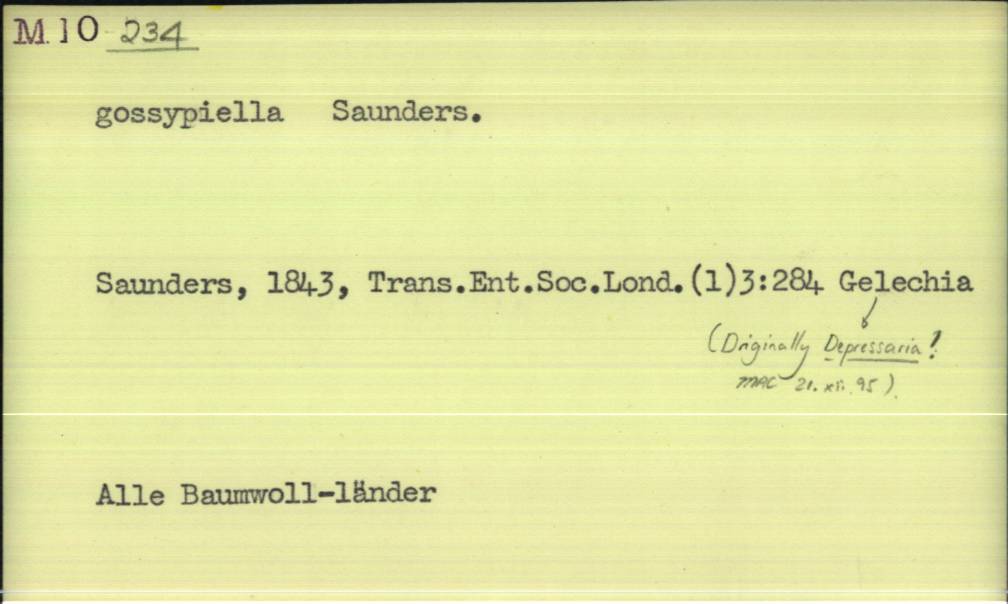 M 10 234
gossypiella Saunders.
Saunders, 1843, Trans.Ent.Soc.Lond.(1)3:284 Gelechia
(Originally Depressaria!
MAC 21.xii.95).
Alle Baumwoll-länder